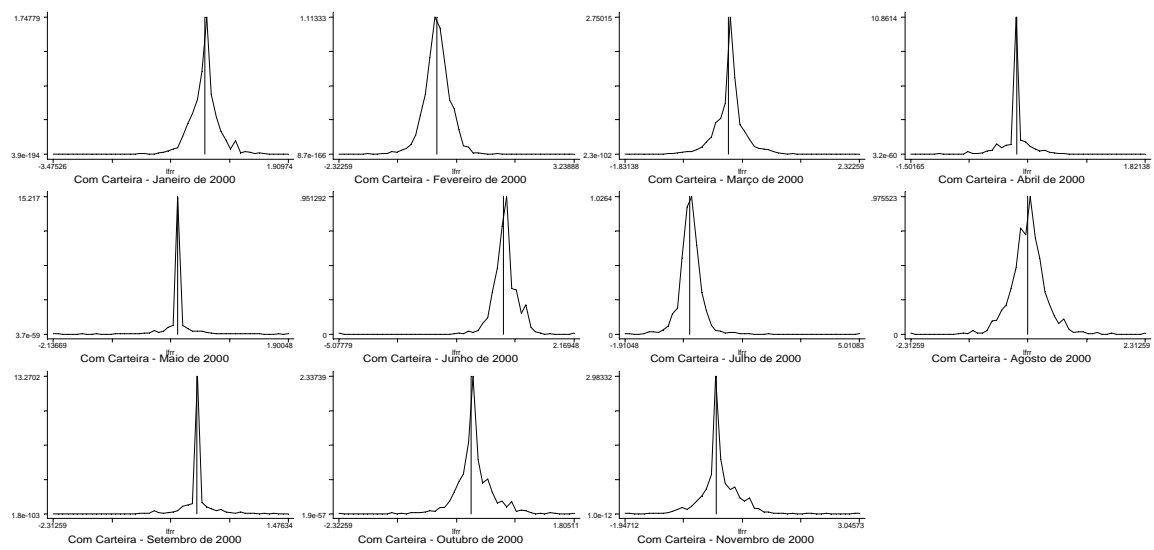 1.74779
3.9e-194
-3.47526
lfrr
1.90974
Com Carteira - Janeiro de 2000
1.11333
8.7e-166
-2.32259
lfrr
3.23888
Com Carteira - Fevereiro de 2000
2.75015
2.3e-102
-1.83138
lfrr
2.32259
Com Carteira - Março de 2000
10.8614
3.2e-60
-1.50165
lfrr
1.82138
Com Carteira - Abril de 2000
15.217
3.7e-59
-2.13669
lfrr
1.90048
Com Carteira - Maio de 2000
.951292
0
-5.07779
lfrr
2.16948
Com Carteira - Junho de 2000
1.0264
0
-1.91048
lfrr
5.01083
Com Carteira - Julho de 2000
.975523
0
-2.31259
lfrr
2.31259
Com Carteira - Agosto de 2000
13.2702
1.8e-103
-2.31259
lfrr
1.47634
Com Carteira - Setembro de 2000
2.33739
1.9e-57
-2.32259
lfrr
1.80511
Com Carteira - Outubro de 2000
2.98332
1.0e-12
-1.94712
lfrr
3.04573
Com Carteira - Novembro de 2000